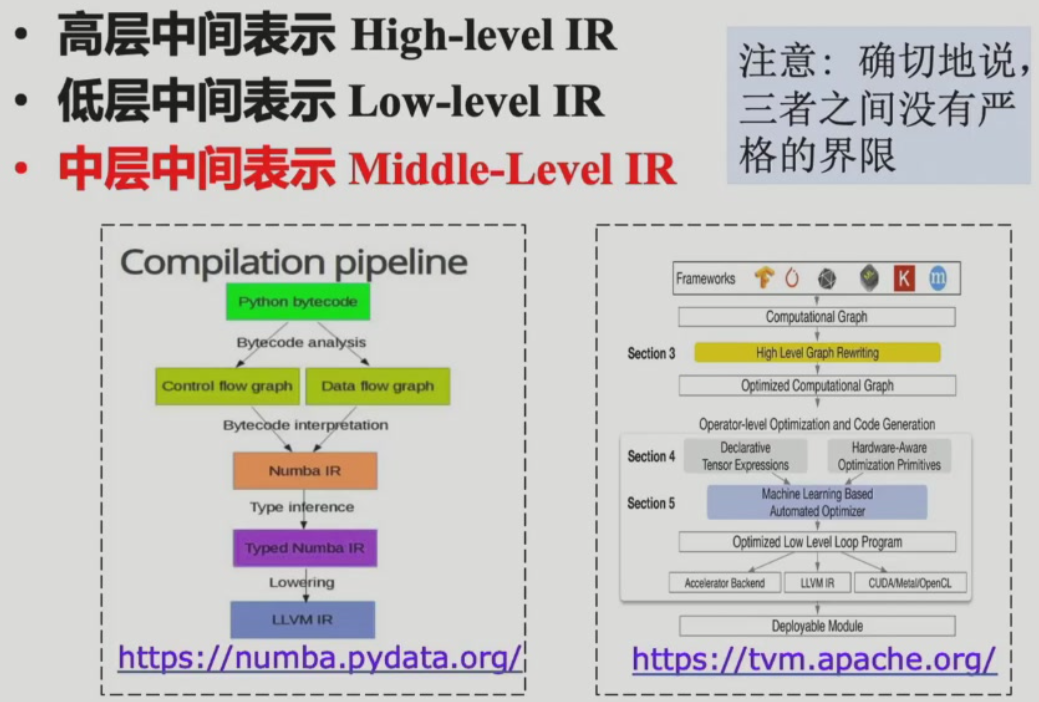 • 高层中间表示 High-level IR
• 低层中间表示 Low-level IR
• 中层中间表示 Middle-Level IR
注意：确切地说，
三者之间没有严
格的界限
Compilation pipeline
Python bytecode
Bytecode analysis
Control flow graph
Data flow graph
Bytecode interpretation
Numba IR
Type inference
Typed Numba IR
Lowering
LLVM IR
https://numba.pydata.org/
Frameworks
K
m
Computational Graph
Section 3
High Level Graph Rewriting
Optimized Computational Graph
Operator-level Optimization and Code Generation
Section 4
Declarative
Tensor Expressions
Hardware-Aware
Optimization Primitives
Section 5
Machine Learning Based
Automated Optimizer
Optimized Low Level Loop Program
Accelerator Backend
LLVM IR
CUDA/Metal/OpenCL
Deployable Module
https://tvm.apache.org/